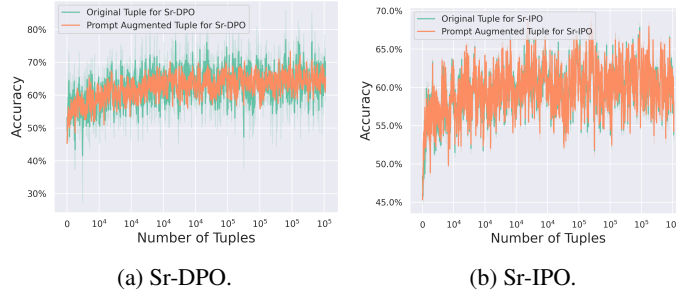 Original Tuple for Sr-DPO
Prompt Augmented Tuple for Sr-DPO
80%
70%
60%
50%
40%
30%
Accuracy
0 10⁴ 10⁴ 10⁴ 10⁴ 10⁵ 10⁵ 10⁵ 10⁵
Number of Tuples
(a) Sr-DPO.
Original Tuple for Sr-IPO
Prompt Augmented Tuple for Sr-IPO
70.0%
65.0%
60.0%
55.0%
50.0%
45.0%
Accuracy
0 10⁴ 10⁴ 10⁴ 10⁴ 10⁵ 10⁵ 10⁵ 10
Number of Tuples
(b) Sr-IPO.